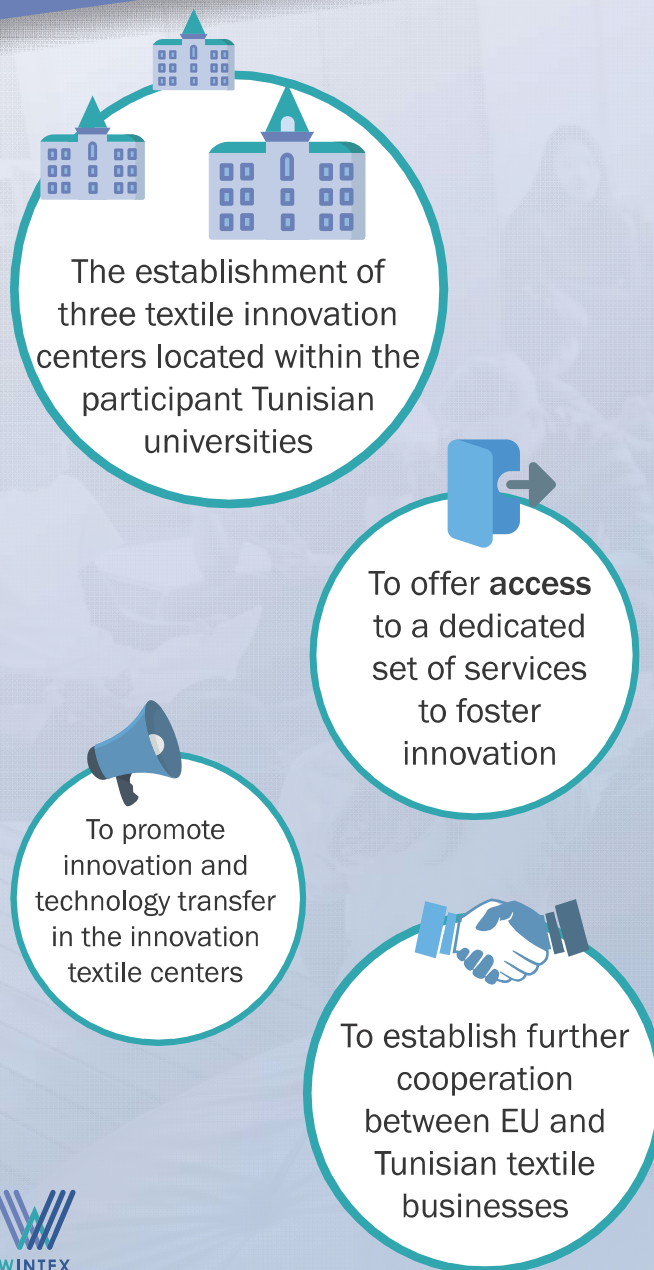 The establishment of
three textile innovation
centers located within the
participant Tunisian
universities
To offer access
to a dedicated
set of services
to foster
innovation
To promote
innovation and
technology transfer
in the innovation
textile centers
To establish further
cooperation
between EU and
Tunisian textile
businesses
WINTEX